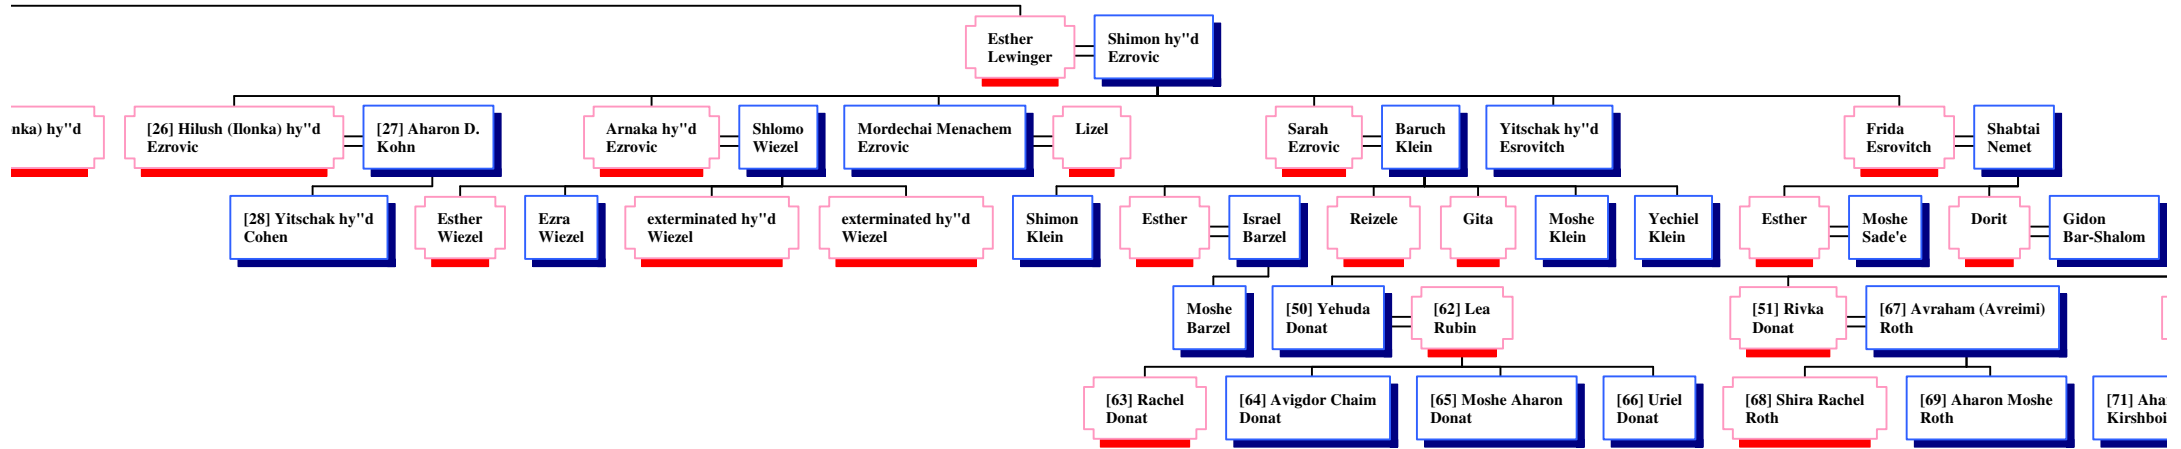 Esther
Lewinger
Shimon hy"d
Ezrovic
nka) hy"d
[26] Hilush (Ilonka) hy"d
Ezrovic
[27] Aharon D.
Kohn
Arnaka hy"d
Ezrovic
Shlomo
Wiezel
Mordechai Menachem
Ezrovic
Lizel
Sarah
Ezrovic
Baruch
Klein
Yitschak hy"d
Esrovitch
Frida
Esrovitch
Shabtai
Nemet
[28] Yitschak hy"d
Cohen
Esther
Wiezel
Ezra
Wiezel
exterminated hy"d
Wiezel
exterminated hy"d
Wiezel
Shimon
Klein
Esther
Israel
Barzel
Reizele
Gita
Moshe
Klein
Yechiel
Klein
Esther
Moshe
Sade'e
Dorit
Gidon
Bar-Shalom
Moshe
Barzel
[50] Yehuda
Donat
[62] Lea
Rubin
[51] Rivka
Donat
[67] Avraham (Avreimi)
Roth
[63] Rachel
Donat
[64] Avigdor Chaim
Donat
[65] Moshe Aharon
Donat
[66] Uriel
Donat
[68] Shira Rachel
Roth
[69] Aharon Moshe
Roth
[71] Aha
Kirshboi